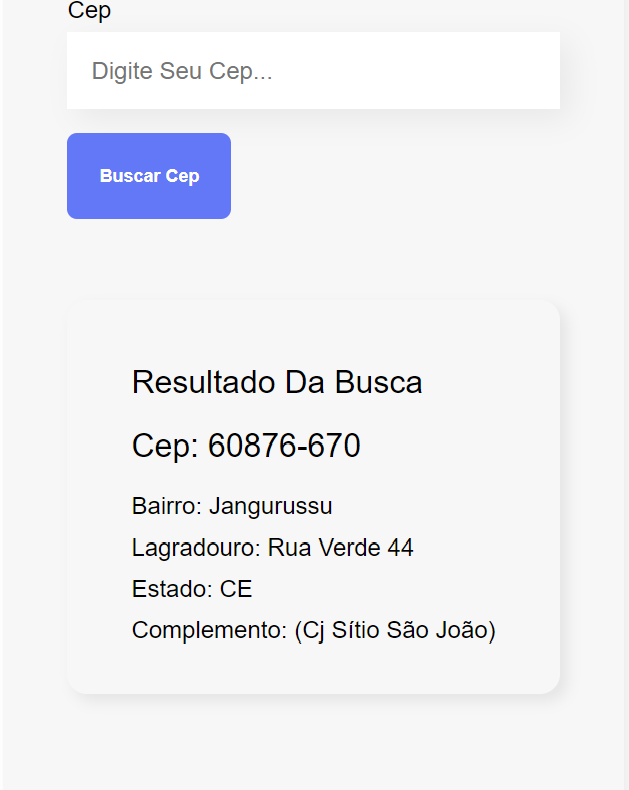 Cep
Digite Seu Cep...
Buscar Cep
Resultado Da Busca
Cep: 60876-670
Bairro: Jangurussu
Lagradouro: Rua Verde 44
Estado: CE
Complemento: (Cj Sítio São João)